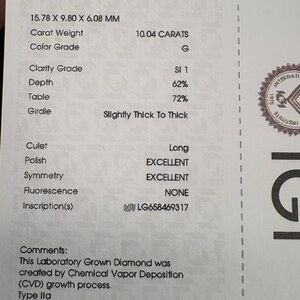 15.78 X 9.80 X 6.08 MM
Carat Weight 10.04 CARATS
Color Grade G
Clarity Grade SI 1
Depth 62%
Table 72%
Girdle Slightly Thick To Thick
Culet Long
Polish EXCELLENT
Symmetry EXCELLENT
Fluorescence NONE
Inscription(s) IGI LG658469317
Comments:
This Laboratory Grown Diamond was
created by Chemical Vapor Deposition
(CVD) growth process.
Type IIa
IGI